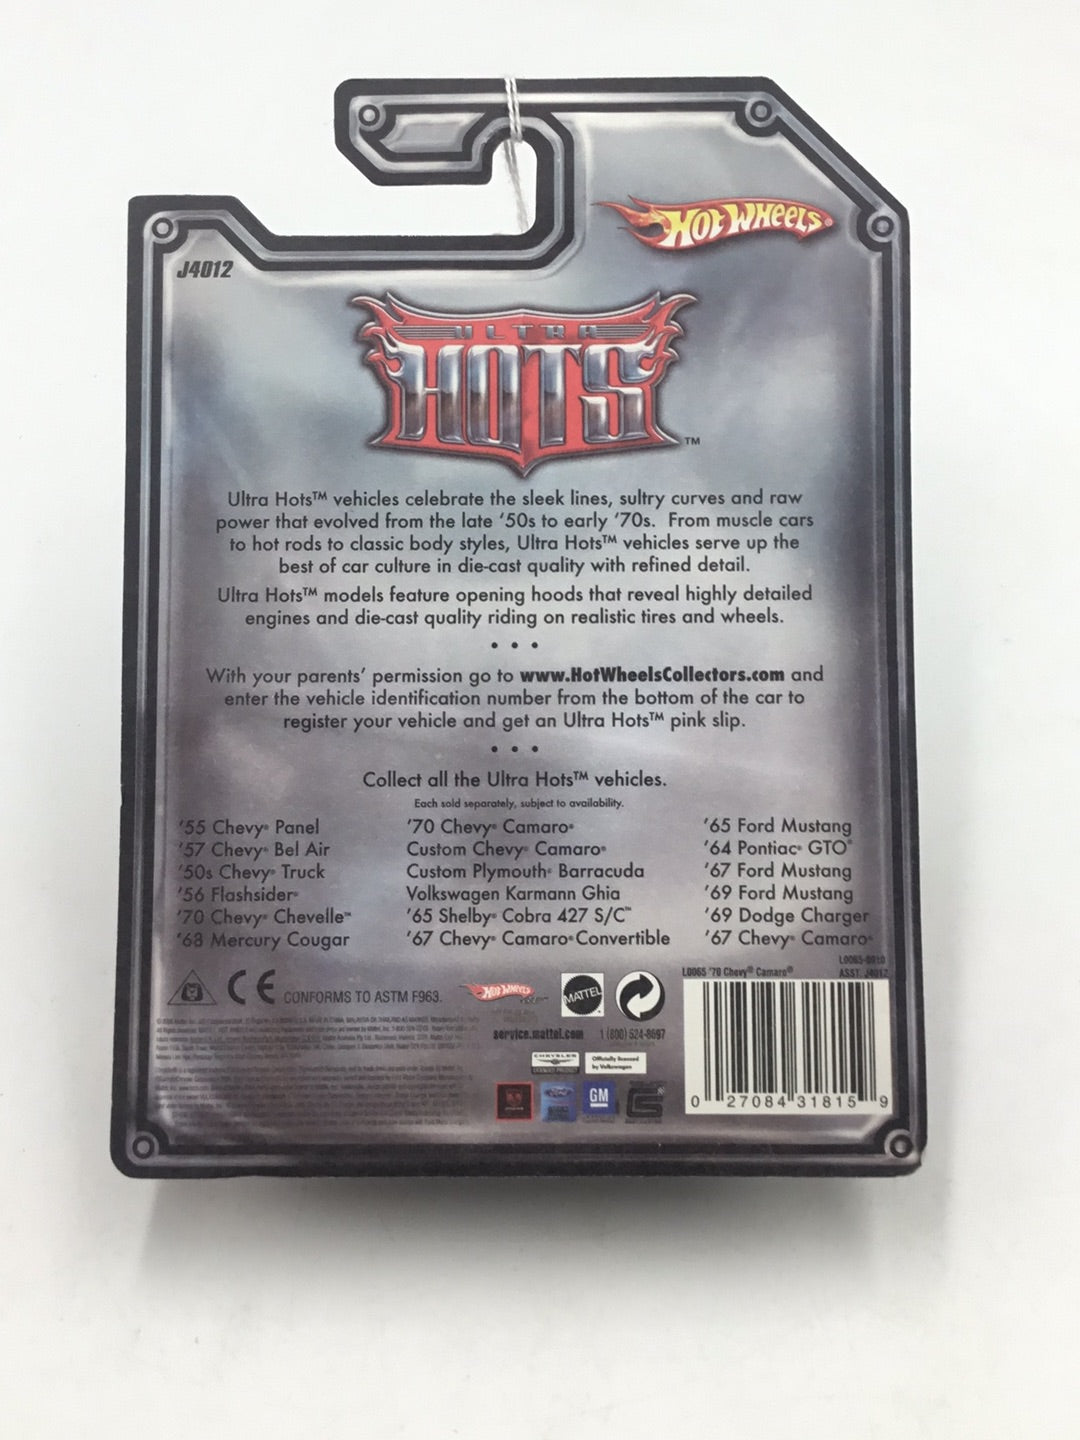 HOT WHEELS®
J4012
ULTRA
HOTS™
Ultra Hots™ vehicles celebrate the sleek lines, sultry curves and raw
power that evolved from the late '50s to early '70s. From muscle cars
to hot rods to classic body styles, Ultra Hots™ vehicles serve up the
best of car culture in die-cast quality with refined detail.
Ultra Hots™ models feature opening hoods that reveal highly detailed
engines and die-cast quality riding on realistic tires and wheels.
• • •
With your parents' permission go to www.HotWheelsCollectors.com and
enter the vehicle identification number from the bottom of the car to
register your vehicle and get an Ultra Hots™ pink slip.
• • •
Collect all the Ultra Hots™ vehicles.
Each sold separately, subject to availability.
'55 Chevy® Panel
'57 Chevy® Bel Air
'50s Chevy® Truck
'56 Flashsider®
'70 Chevy® Chevelle™
'68 Mercury Cougar
'70 Chevy® Camaro®
Custom Chevy® Camaro®
Custom Plymouth® Barracuda
Volkswagen Karmann Ghia
'65 Shelby® Cobra 427 S/C™
'67 Chevy® Camaro® Convertible
'65 Ford Mustang
'64 Pontiac® GTO®
'67 Ford Mustang
'69 Ford Mustang
'69 Dodge Charger
'67 Chevy® Camaro®
L0065-0910
L0065 '70 Chevy® Camaro® ASST. J4012
CE CONFORMS TO ASTM F963.
HOT WHEELS
MATTEL
service.mattel.com 1 (800) 524-8697
CHRYSLER
LICENSED PRODUCT
Officially licensed
by Volkswagen
GM
0 27084 31815 9